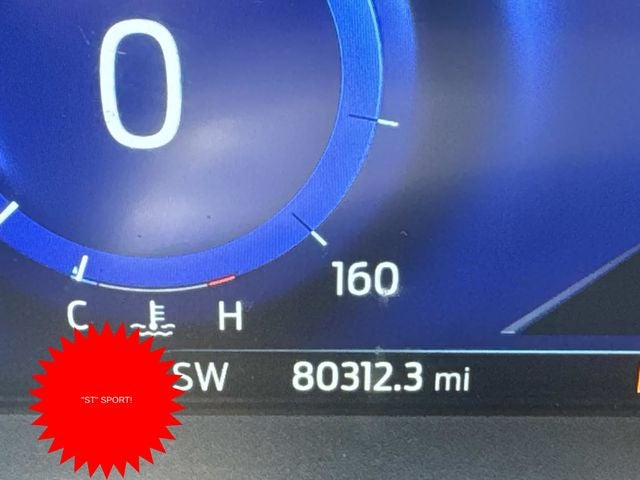 0
160
C H
SW 80312.3 mi
"ST" SPORT!